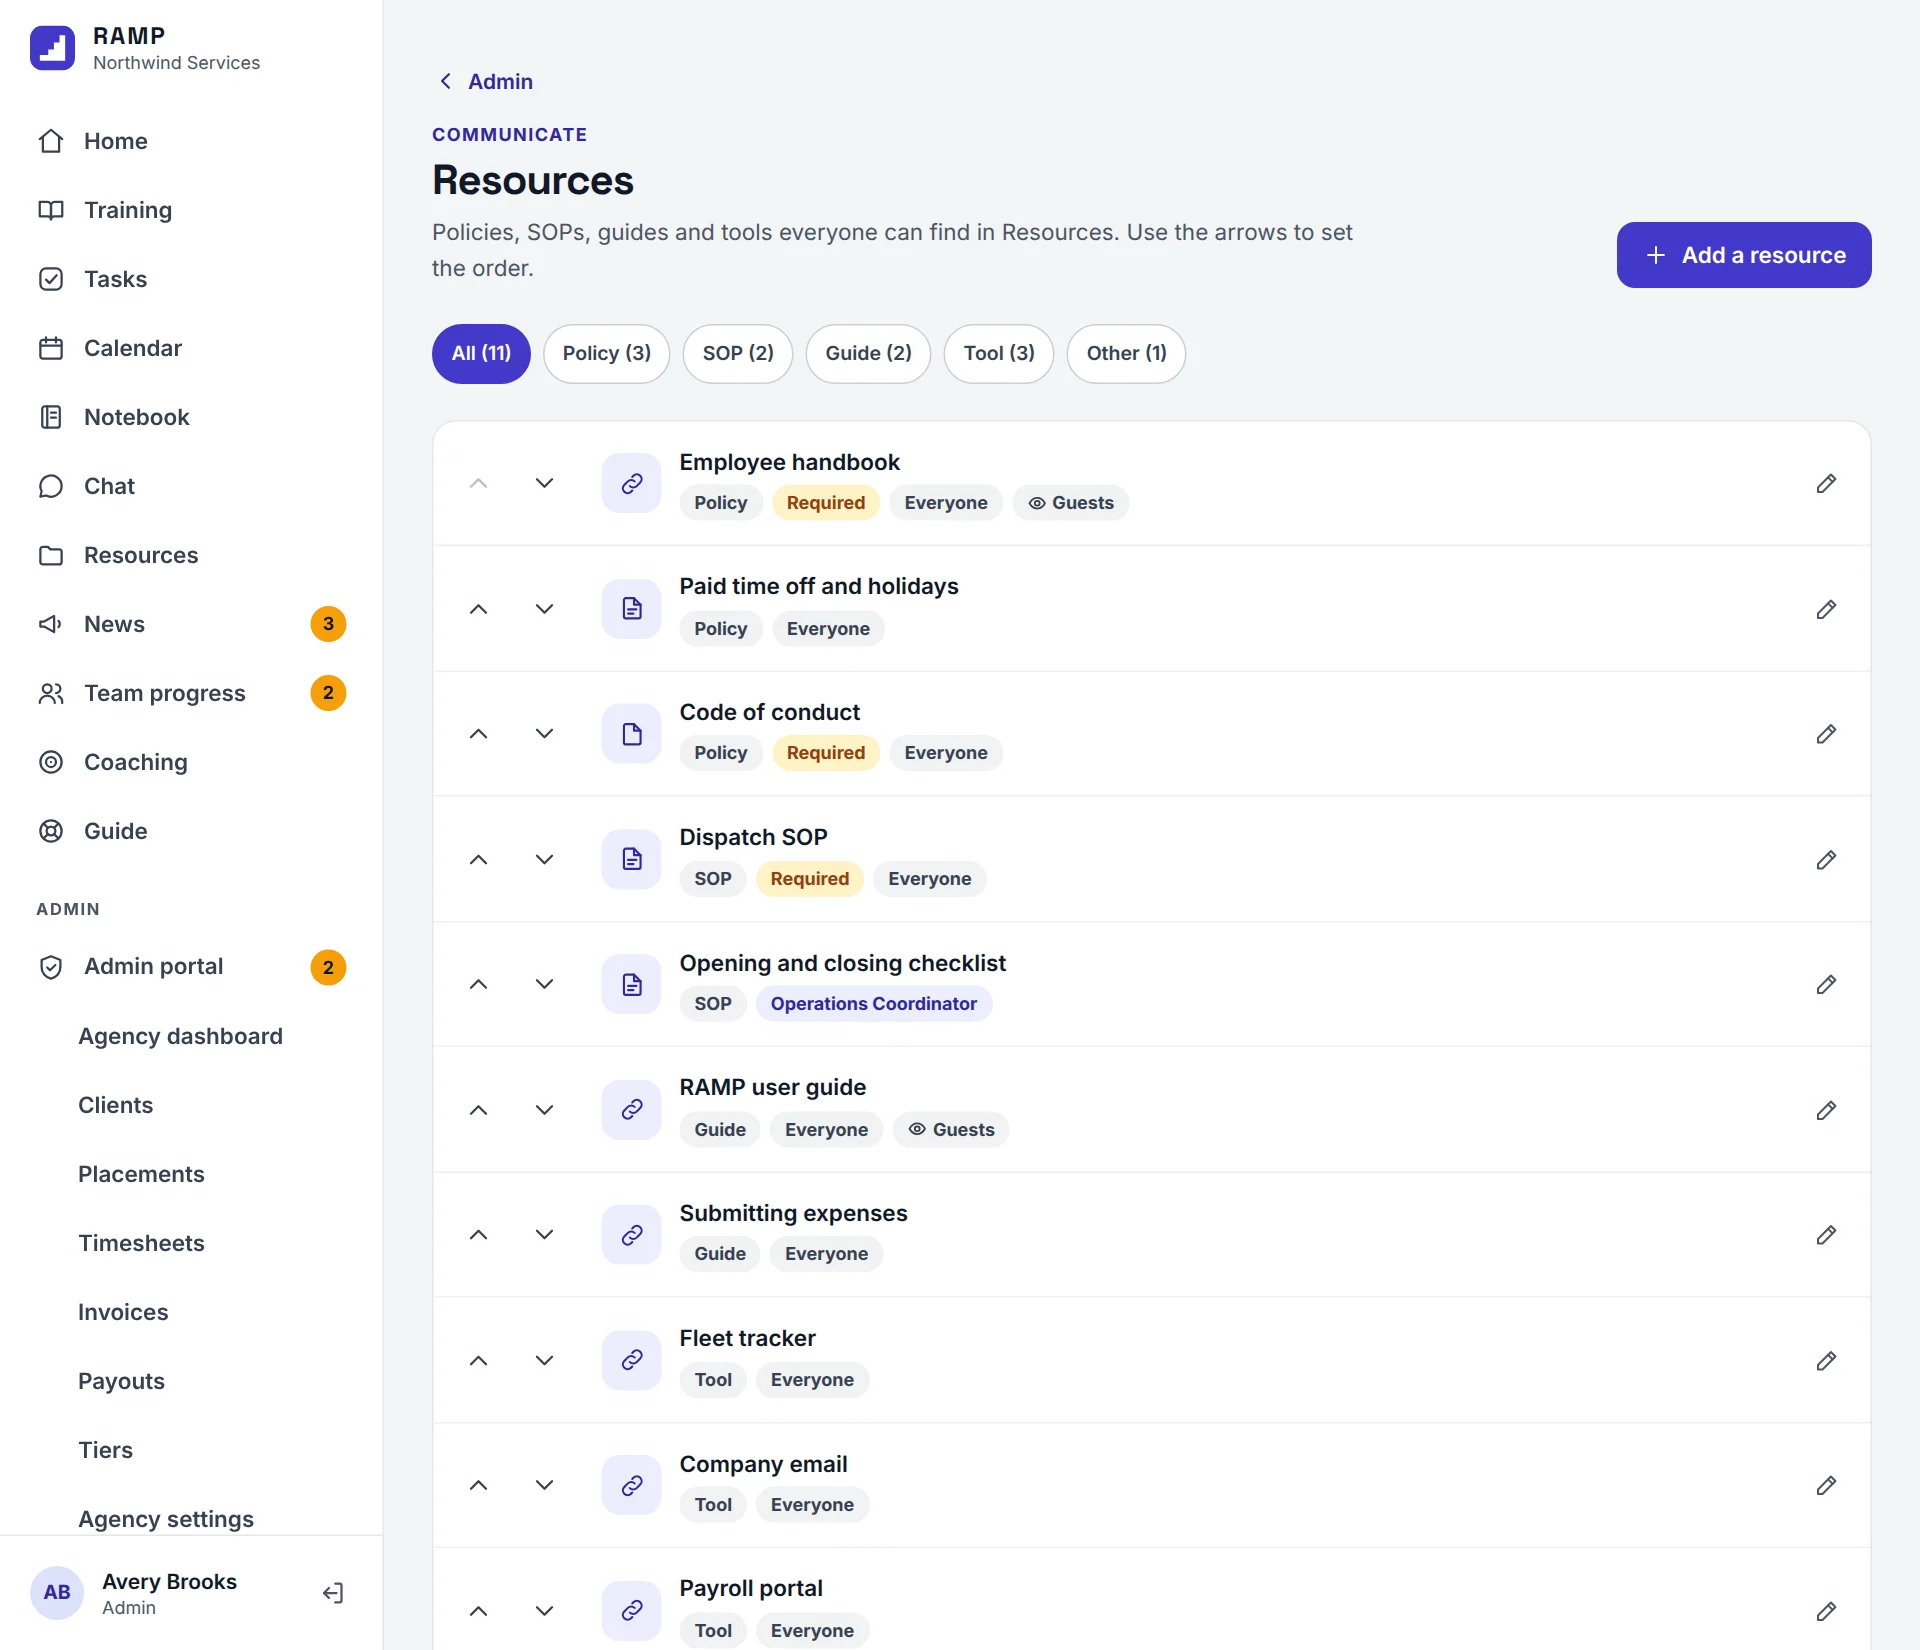 RAMP
Northwind Services
Home
Training
Tasks
Calendar
Notebook
Chat
Resources
News
3
Team progress
2
Coaching
Guide
ADMIN
Admin portal
2
Agency dashboard
Clients
Placements
Timesheets
Invoices
Payouts
Tiers
Agency settings
AB
Avery Brooks
Admin
Admin
COMMUNICATE
Resources
Policies, SOPs, guides and tools everyone can find in Resources. Use the arrows to set
the order.
Add a resource
All (11)
Policy (3)
SOP (2)
Guide (2)
Tool (3)
Other (1)
Employee handbook
Policy
Required
Everyone
Guests
Paid time off and holidays
Policy
Everyone
Code of conduct
Policy
Required
Everyone
Dispatch SOP
SOP
Required
Everyone
Opening and closing checklist
SOP
Operations Coordinator
RAMP user guide
Guide
Everyone
Guests
Submitting expenses
Guide
Everyone
Fleet tracker
Tool
Everyone
Company email
Tool
Everyone
Payroll portal
Tool
Everyone